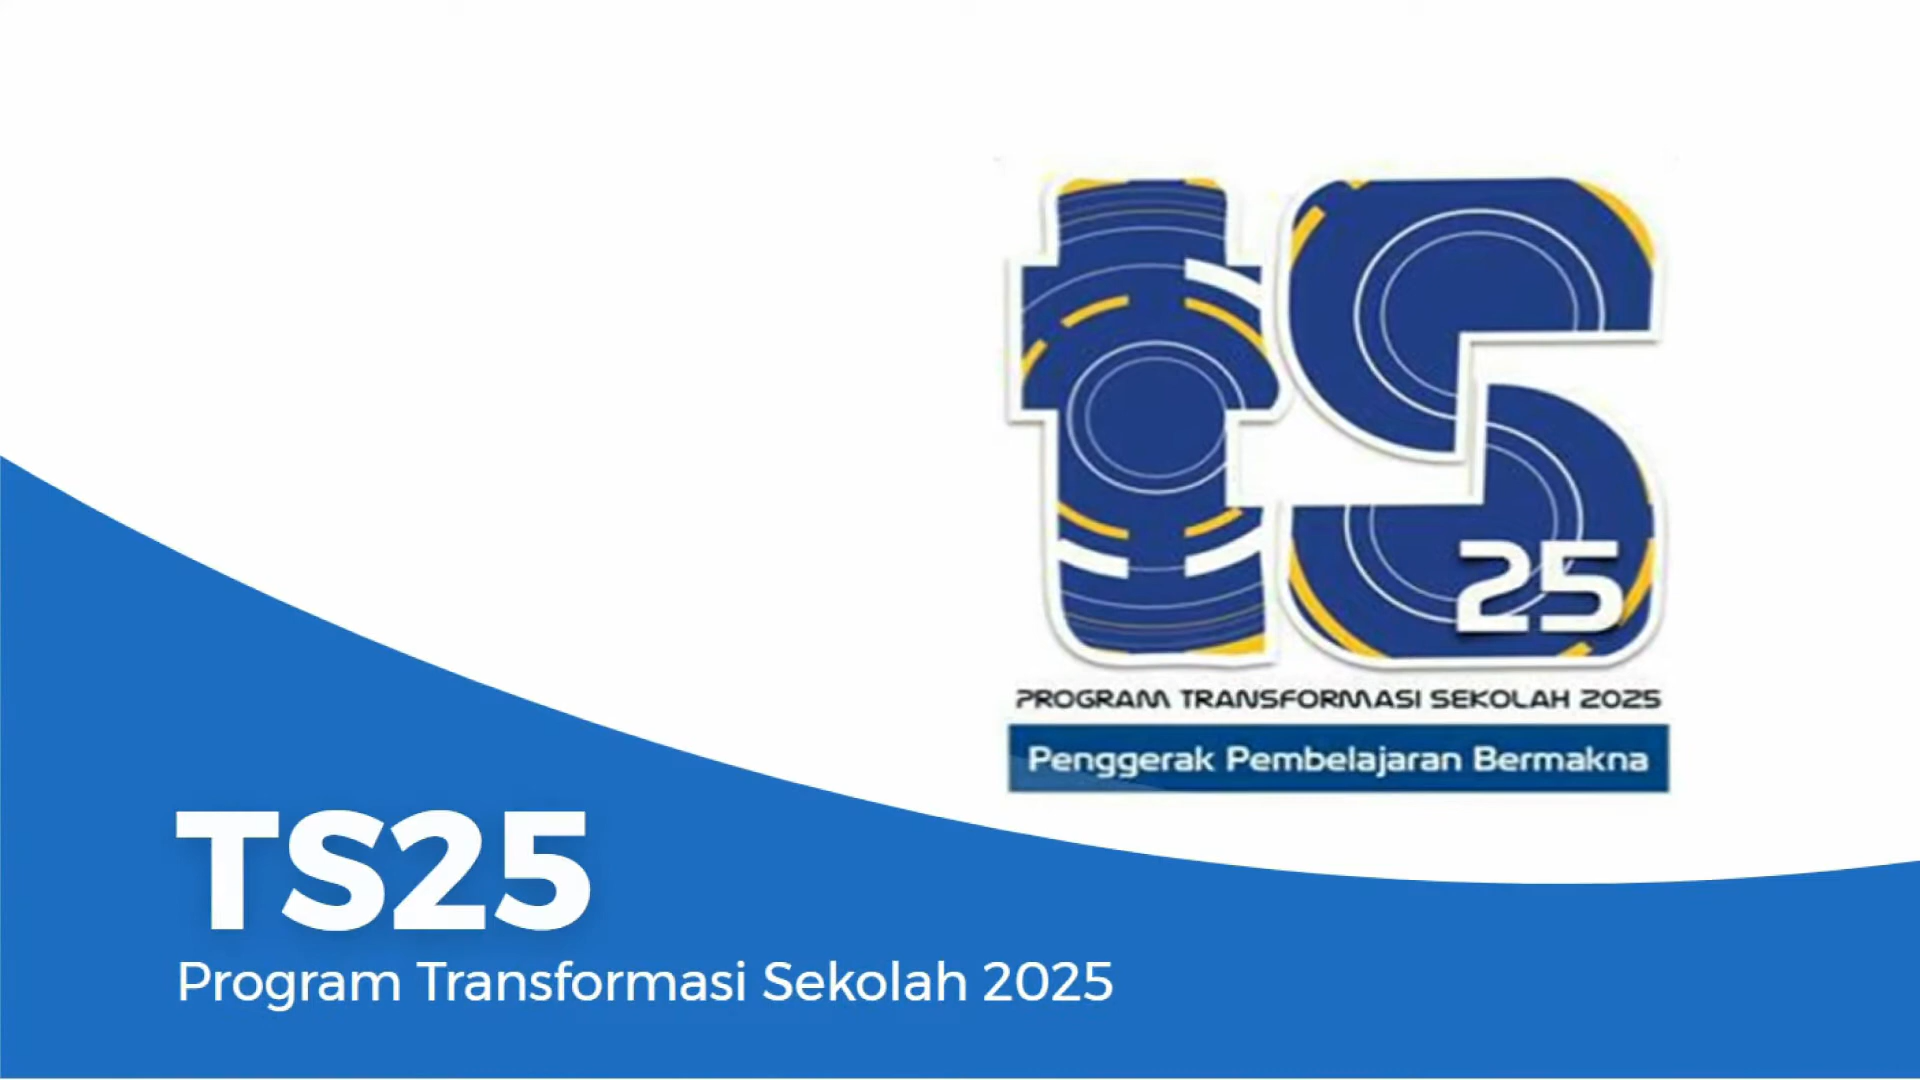 ts
25
PROGRAM TRANSFORMASI SEKOLAH 2025
Penggerak Pembelajaran Bermakna
TS25
Program Transformasi Sekolah 2025